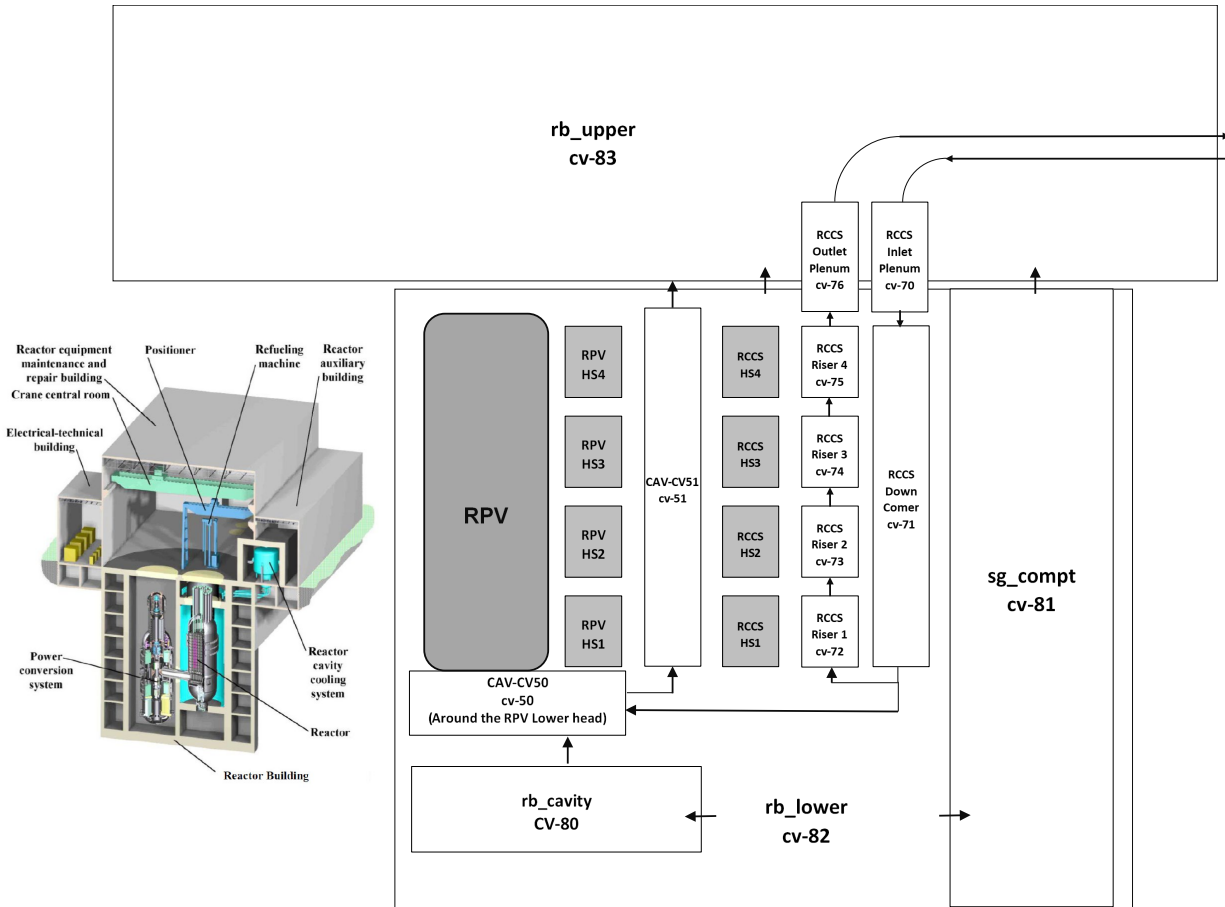 rb_upper
cv-83
RCCS
Outlet
Plenum
cv-76
RCCS
Inlet
Plenum
cv-70
RPV
RPV
HS4
RPV
HS3
RPV
HS2
RPV
HS1
CAV-CV51
cv-51
RCCS
HS4
RCCS
HS3
RCCS
HS2
RCCS
HS1
RCCS
Riser 4
cv-75
RCCS
Riser 3
cv-74
RCCS
Riser 2
cv-73
RCCS
Riser 1
cv-72
RCCS
Down
Comer
cv-71
sg_compt
cv-81
CAV-CV50
cv-50
(Around the RPV Lower head)
rb_cavity
CV-80
rb_lower
cv-82
Reactor equipment
maintenance and
repair building
Positioner
Refueling
machine
Reactor
auxiliary
building
Crane central room
Electrical-technical
building
Power
conversion
system
Reactor
cavity
cooling
system
Reactor
Reactor Building